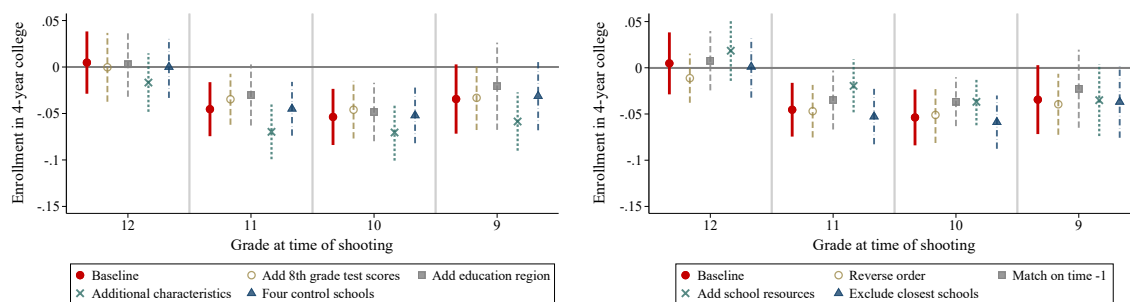 Enrollment in 4-year college
.05
0
-.05
-.1
-.15
12
11
10
9
Grade at time of shooting
Baseline
Add 8th grade test scores
Add education region
Additional characteristics
Four control schools
Enrollment in 4-year college
.05
0
-.05
-.1
-.15
12
11
10
9
Grade at time of shooting
Baseline
Reverse order
Match on time -1
Add school resources
Exclude closest schools